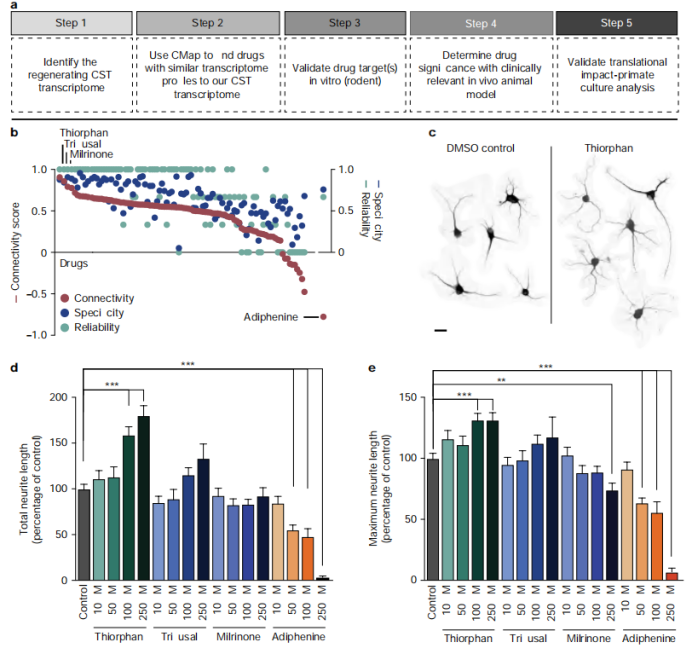 a
Step 1
Step 2
Step 3
Step 4
Step 5
Identify the
regenerating CST
transcriptome
Use CMap to nd drugs
with similar transcriptome
pro les to our CST
transcriptome
Validate drug target(s)
in vitro (rodent)
Determine drug
signi cance with clinically
relevant in vivo animal
model
Validate translational
impact-primate
culture analysis
b
Thiorphan
Tri usal
Milrinone
1.0
0.5
0
−0.5
−1.0
Connectivity score
1.0
0.5
0
Speci city
Reliability
Drugs
Connectivity
Speci city
Reliability
Adiphenine
c
DMSO control
Thiorphan
d
***
***
Total neurite length
(percentage of control)
200
150
100
50
0
Control
10 M
50 M
100 M
250 M
10 M
50 M
100 M
250 M
10 M
50 M
100 M
250 M
10 M
50 M
100 M
250 M
Thiorphan
Tri usal
Milrinone
Adiphenine
e
***
**
***
Maximum neurite length
(percentage of control)
150
100
50
0
Control
10 M
50 M
100 M
250 M
10 M
50 M
100 M
250 M
10 M
50 M
100 M
250 M
10 M
50 M
100 M
250 M
Thiorphan
Tri usal
Milrinone
Adiphenine